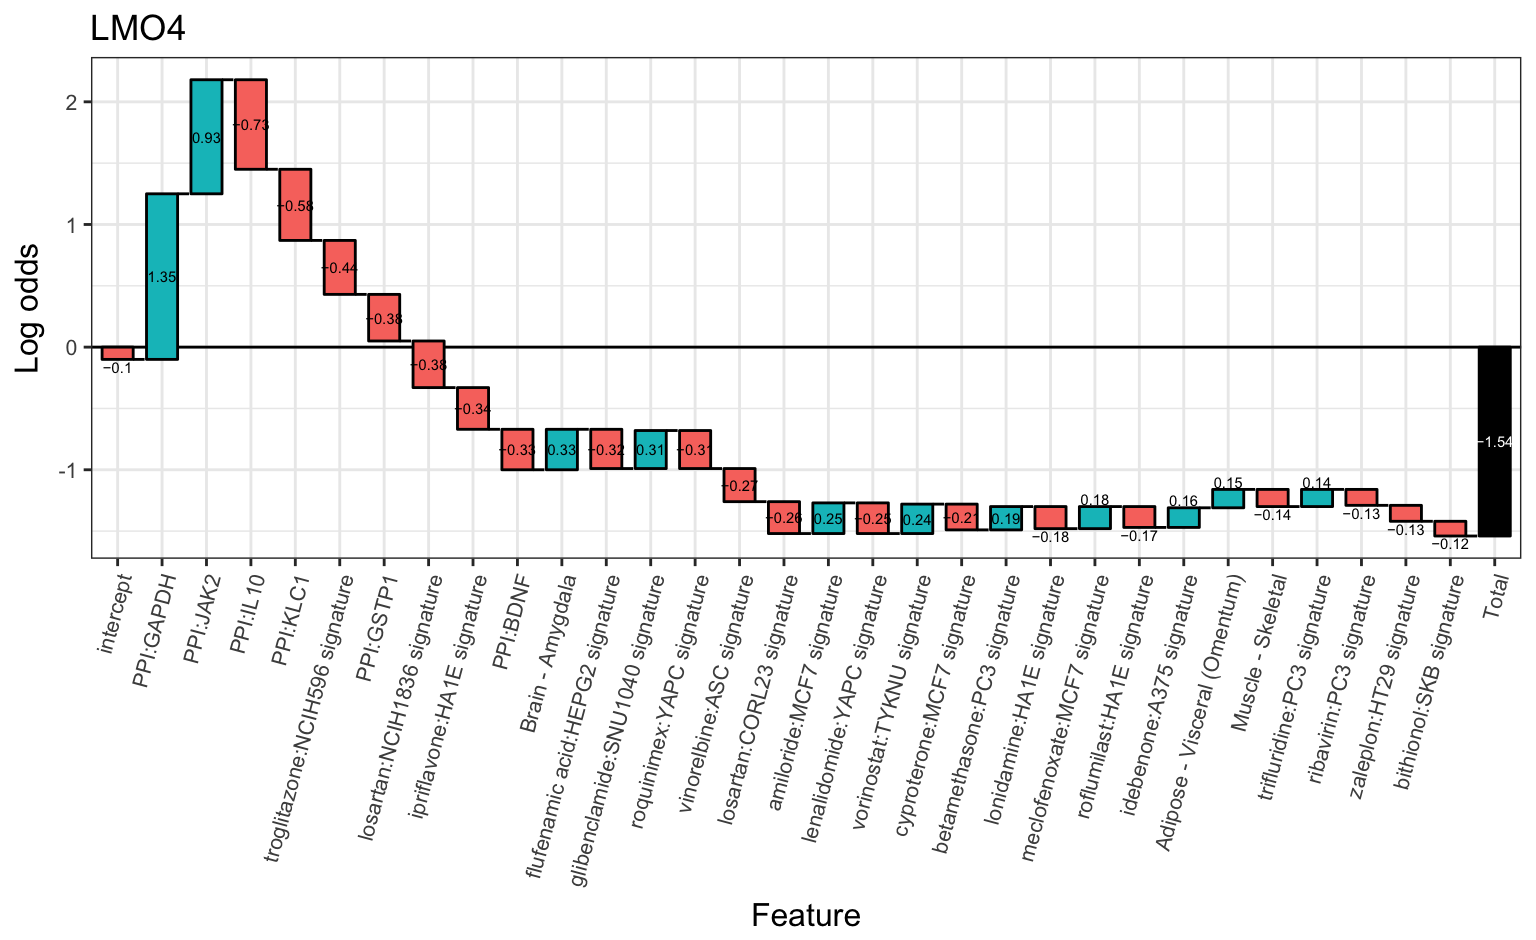 LMO4
Log odds
2
1
0
-1
−0.1
1.35
0.93
−0.73
−0.58
−0.44
−0.38
−0.38
−0.34
−0.33
0.33
−0.32
0.31
−0.31
−0.27
−0.26
0.25
−0.25
0.24
−0.21
0.19
−0.18
0.18
−0.17
0.16
0.15
−0.14
0.14
−0.13
−0.13
−0.12
−1.54
intercept
PPI:GAPDH
PPI:JAK2
PPI:IL10
PPI:KLC1
troglitazone:NCIH596 signature
PPI:GSTP1
losartan:NCIH1836 signature
ipriflavone:HA1E signature
PPI:BDNF
Brain - Amygdala
flufenamic acid:HEPG2 signature
glibenclamide:SNU1040 signature
roquinimex:YAPC signature
vinorelbine:ASC signature
losartan:CORL23 signature
amiloride:MCF7 signature
lenalidomide:YAPC signature
vorinostat:TYKNU signature
cyproterone:MCF7 signature
betamethasone:PC3 signature
lonidamine:HA1E signature
meclofenoxate:MCF7 signature
roflumilast:HA1E signature
idebenone:A375 signature
Adipose - Visceral (Omentum)
Muscle - Skeletal
trifluridine:PC3 signature
ribavirin:PC3 signature
zaleplon:HT29 signature
bithionol:SKB signature
Total
Feature